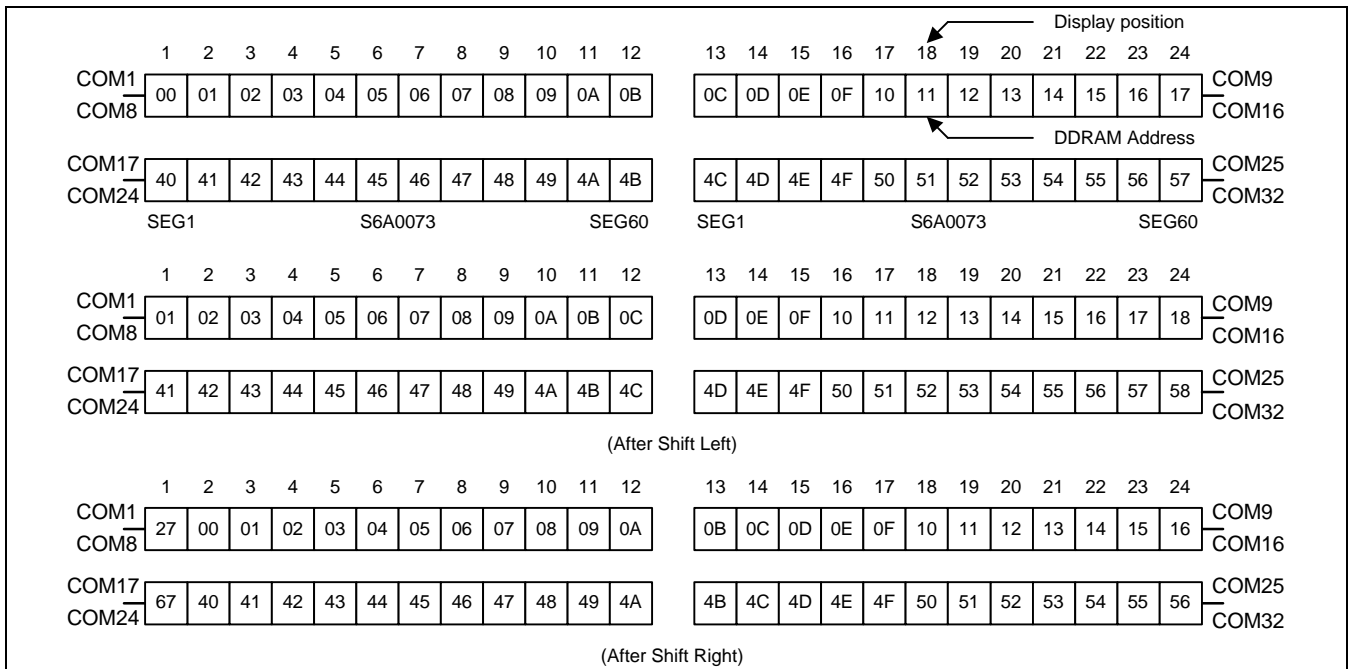 Display position
1 2 3 4 5 6 7 8 9 10 11 12 13 14 15 16 17 18 19 20 21 22 23 24
COM1 COM9
00 01 02 03 04 05 06 07 08 09 0A 0B 0C 0D 0E 0F 10 11 12 13 14 15 16 17
COM8 COM16
DDRAM Address
COM17 COM25
40 41 42 43 44 45 46 47 48 49 4A 4B 4C 4D 4E 4F 50 51 52 53 54 55 56 57
COM24 COM32
SEG1 S6A0073 SEG60 SEG1 S6A0073 SEG60
1 2 3 4 5 6 7 8 9 10 11 12 13 14 15 16 17 18 19 20 21 22 23 24
COM1 COM9
01 02 03 04 05 06 07 08 09 0A 0B 0C 0D 0E 0F 10 11 12 13 14 15 16 17 18
COM8 COM16
COM17 COM25
41 42 43 44 45 46 47 48 49 4A 4B 4C 4D 4E 4F 50 51 52 53 54 55 56 57 58
COM24 COM32
(After Shift Left)
1 2 3 4 5 6 7 8 9 10 11 12 13 14 15 16 17 18 19 20 21 22 23 24
COM1 COM9
27 00 01 02 03 04 05 06 07 08 09 0A 0B 0C 0D 0E 0F 10 11 12 13 14 15 16
COM8 COM16
COM17 COM25
67 40 41 42 43 44 45 46 47 48 49 4A 4B 4C 4D 4E 4F 50 51 52 53 54 55 56
COM24 COM32
(After Shift Right)